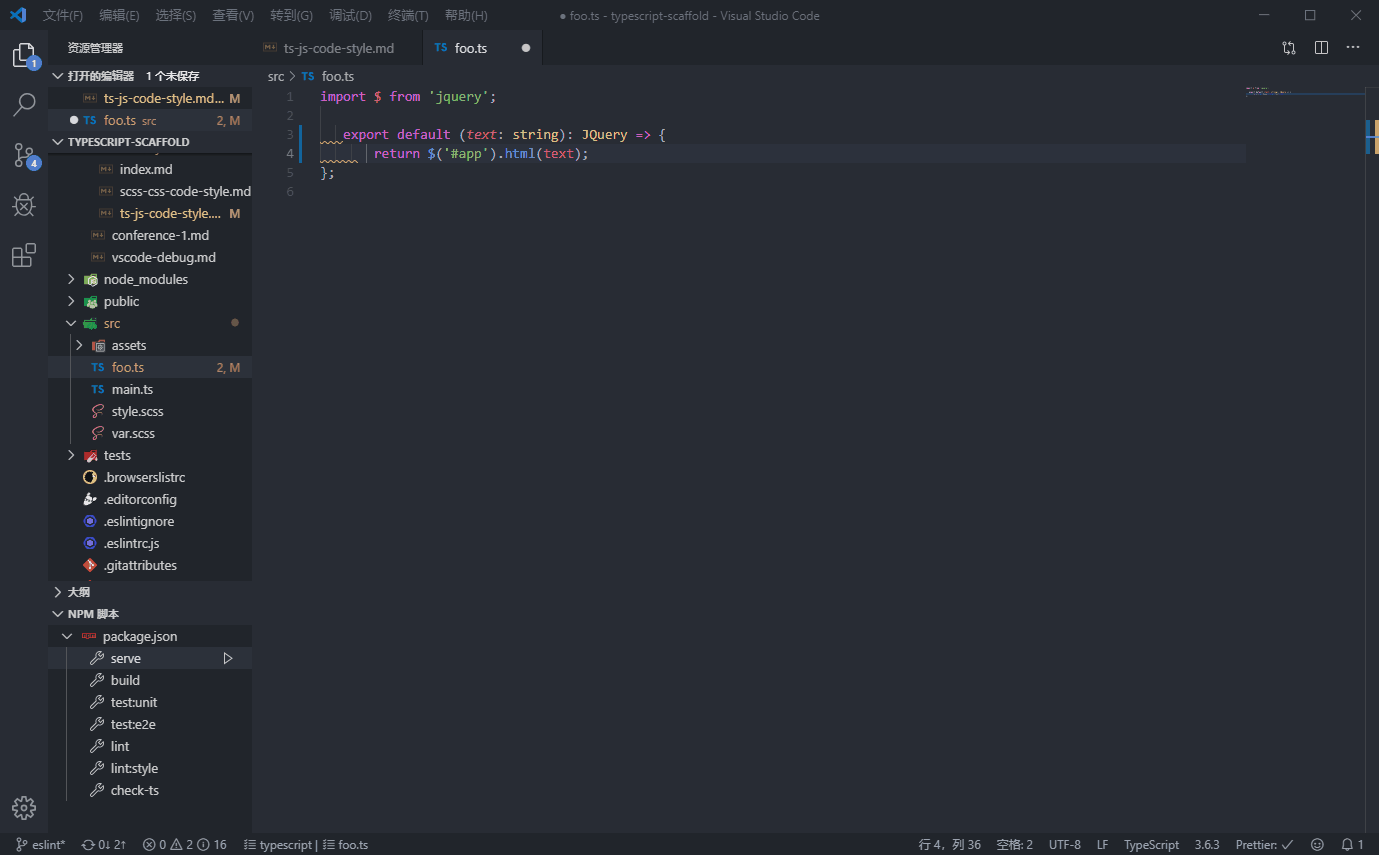 文件(F) 编辑(E) 选择(S) 查看(V) 转到(G) 调试(D) 终端(T) 帮助(H) ● foo.ts - typescript-scaffold - Visual Studio Code
资源管理器
打开的编辑器 1 个未保存
ts-js-code-style.md... M
● TS foo.ts src 2, M
TYPESCRIPT-SCAFFOLD
index.md
scss-css-code-style.md
ts-js-code-style.... M
conference-1.md
vscode-debug.md
node_modules
public
src
assets
TS foo.ts 2, M
TS main.ts
style.scss
var.scss
tests
.browserslistrc
.editorconfig
.eslintignore
.eslintrc.js
.gitattributes
大纲
NPM 脚本
package.json
serve
build
test:unit
test:e2e
lint
lint:style
check-ts
1
4
ts-js-code-style.md TS foo.ts ●
src > TS foo.ts
1 import $ from 'jquery';
2
3 export default (text: string): JQuery => {
4 return $('#app').html(text);
5 };
6
eslint* 0↓ 2↑ 0 2 16 typescript | foo.ts 行 4，列 36 空格: 2 UTF-8 LF TypeScript 3.6.3 Prettier: ✓ 1